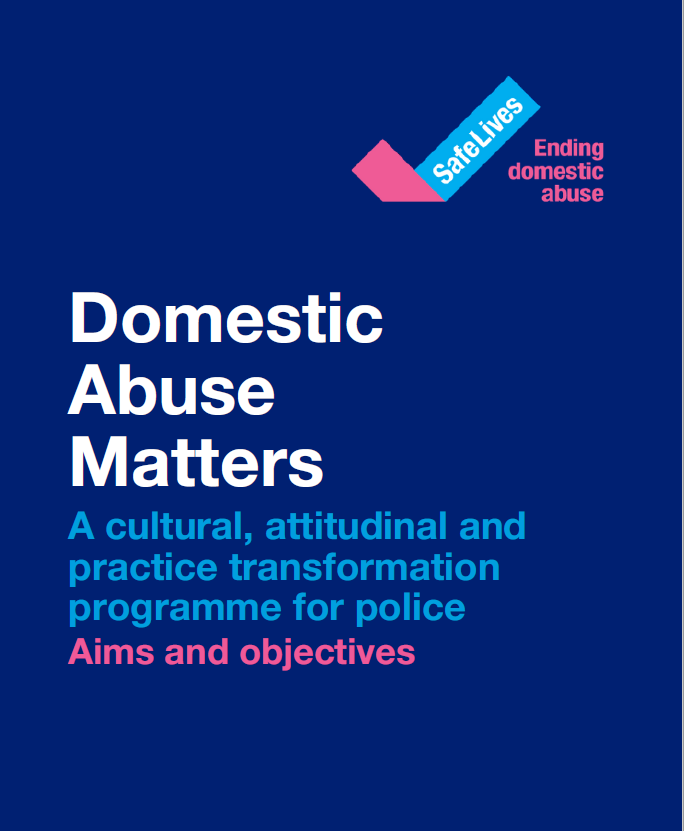 SafeLives
Ending
domestic
abuse
Domestic
Abuse
Matters
A cultural, attitudinal and
practice transformation
programme for police
Aims and objectives